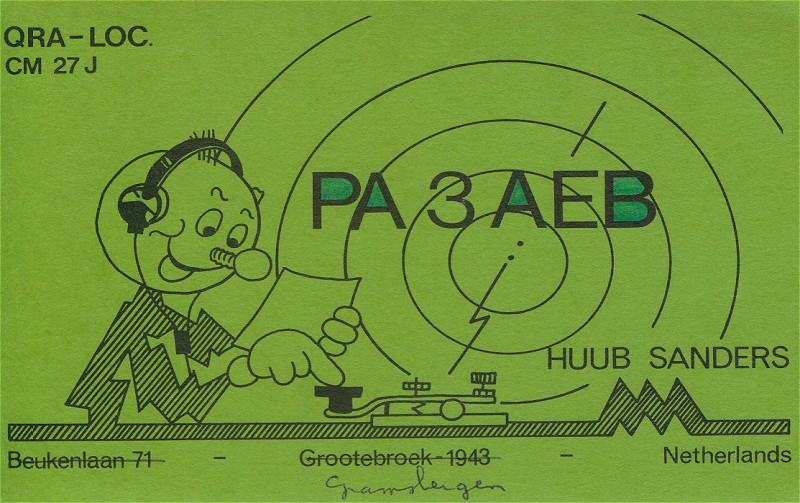 QRA-LOC.
CM 27 J
PA 3 AEB
HUUB SANDERS
Beukenlaan 71 - Grootebroek-1943 - Netherlands
Gramsbergen